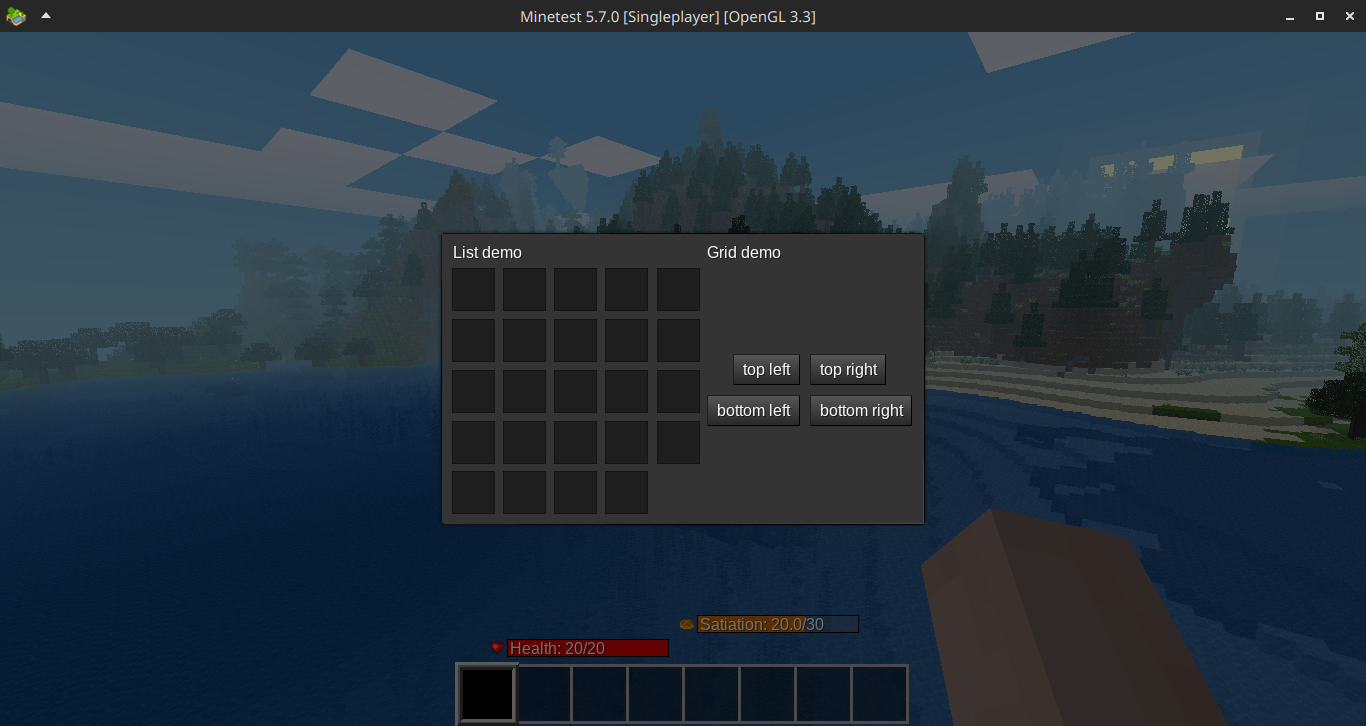 Minetest 5.7.0 [Singleplayer] [OpenGL 3.3]
List demo
Grid demo
top left
top right
bottom left
bottom right
Satiation: 20.0/30
Health: 20/20